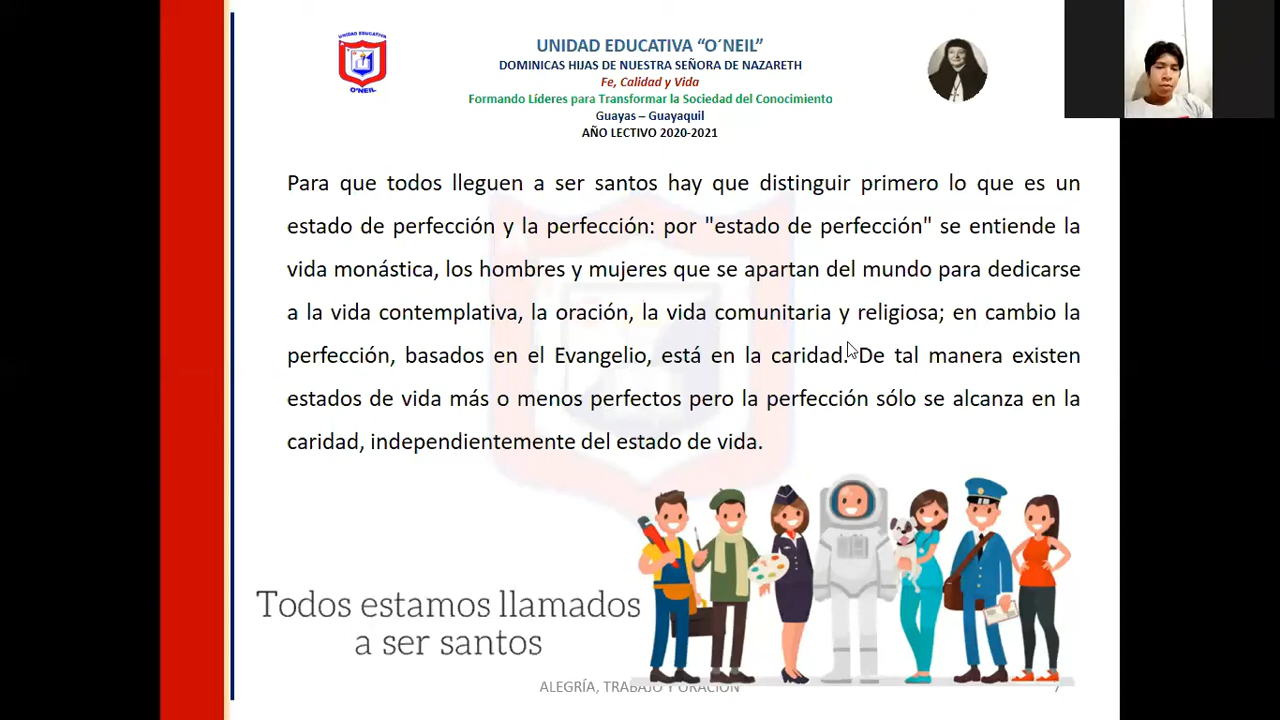 UNIDAD EDUCATIVA
O'NEIL
UNIDAD EDUCATIVA “O´NEIL”
DOMINICAS HIJAS DE NUESTRA SEÑORA DE NAZARETH
Fe, Calidad y Vida
Formando Líderes para Transformar la Sociedad del Conocimiento
Guayas – Guayaquil
AÑO LECTIVO 2020-2021
Para que todos lleguen a ser santos hay que distinguir primero lo que es un
estado de perfección y la perfección: por "estado de perfección" se entiende la
vida monástica, los hombres y mujeres que se apartan del mundo para dedicarse
a la vida contemplativa, la oración, la vida comunitaria y religiosa; en cambio la
perfección, basados en el Evangelio, está en la caridad. De tal manera existen
estados de vida más o menos perfectos pero la perfección sólo se alcanza en la
caridad, independientemente del estado de vida.
Todos estamos llamados
a ser santos
ALEGRÍA, TRABAJO Y ORACIÓN
7